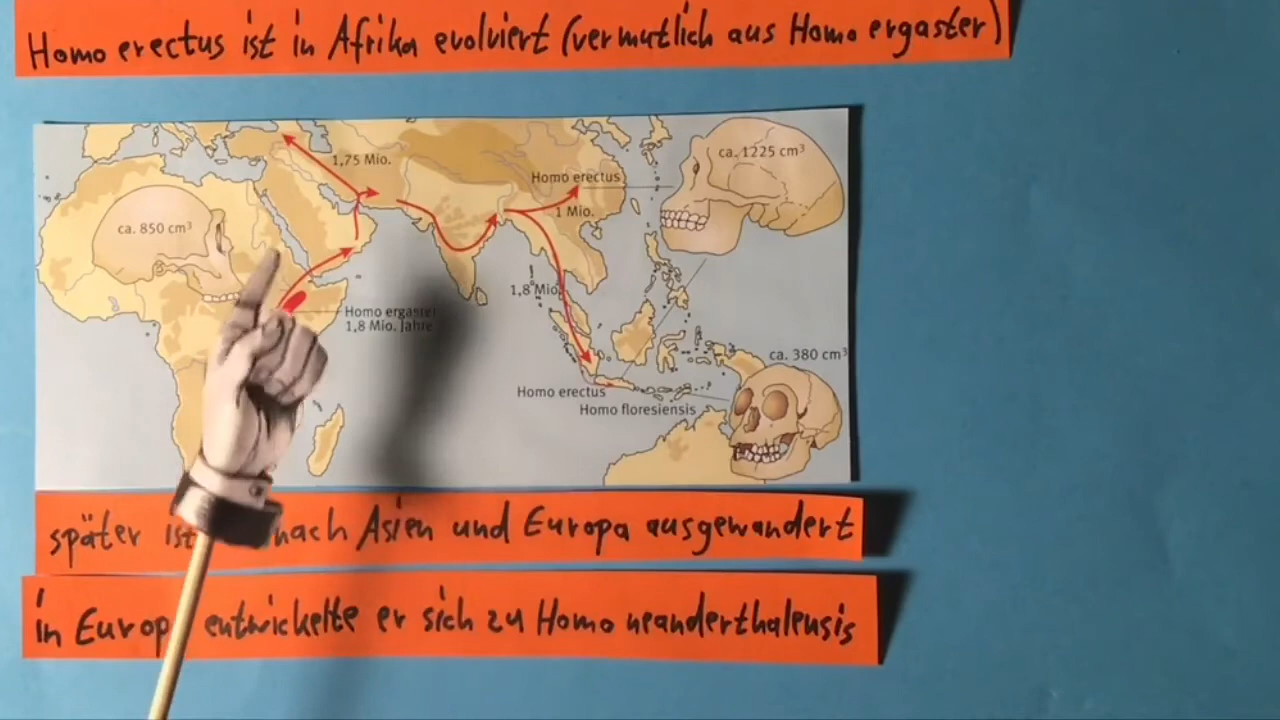 Homo erectus ist in Afrika evolviert (vermutlich aus Homo ergaster)
1,75 Mio.
ca. 1225 cm³
Homo erectus
1 Mio.
ca. 850 cm³
1,8 Mio.
Homo ergaster
1,8 Mio. Jahre
ca. 380 cm³
Homo erectus
Homo floresiensis
später ist nach Asien und Europa ausgewandert
in Europ entwickelte er sich zu Homo neanderthalensis